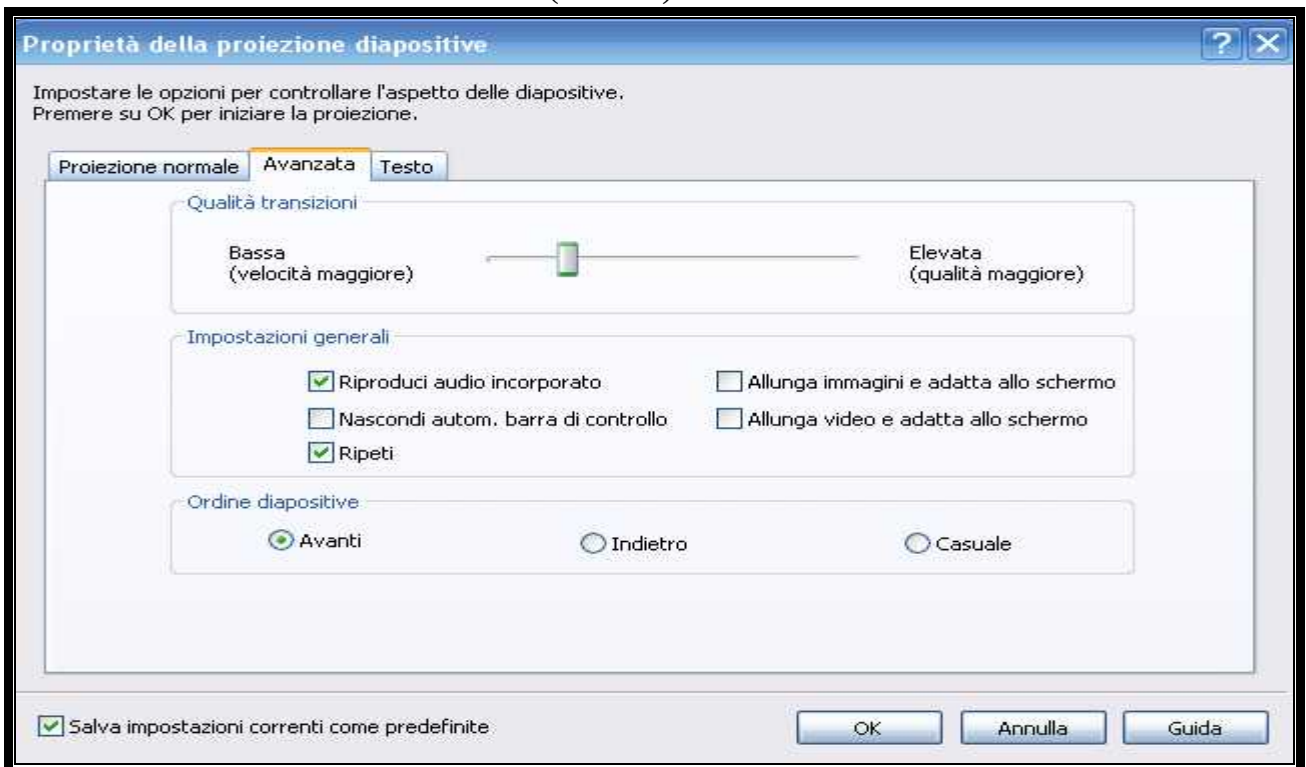 Proprietà della proiezione diapositive
Impostare le opzioni per controllare l'aspetto delle diapositive.
Premere su OK per iniziare la proiezione.
Proiezione normale Avanzata Testo
Qualità transizioni
Bassa
(velocità maggiore)
Elevata
(qualità maggiore)
Impostazioni generali
Riproduci audio incorporato Allunga immagini e adatta allo schermo
Nascondi autom. barra di controllo Allunga video e adatta allo schermo
Ripeti
Ordine diapositive
Avanti Indietro Casuale
Salva impostazioni correnti come predefinite OK Annulla Guida